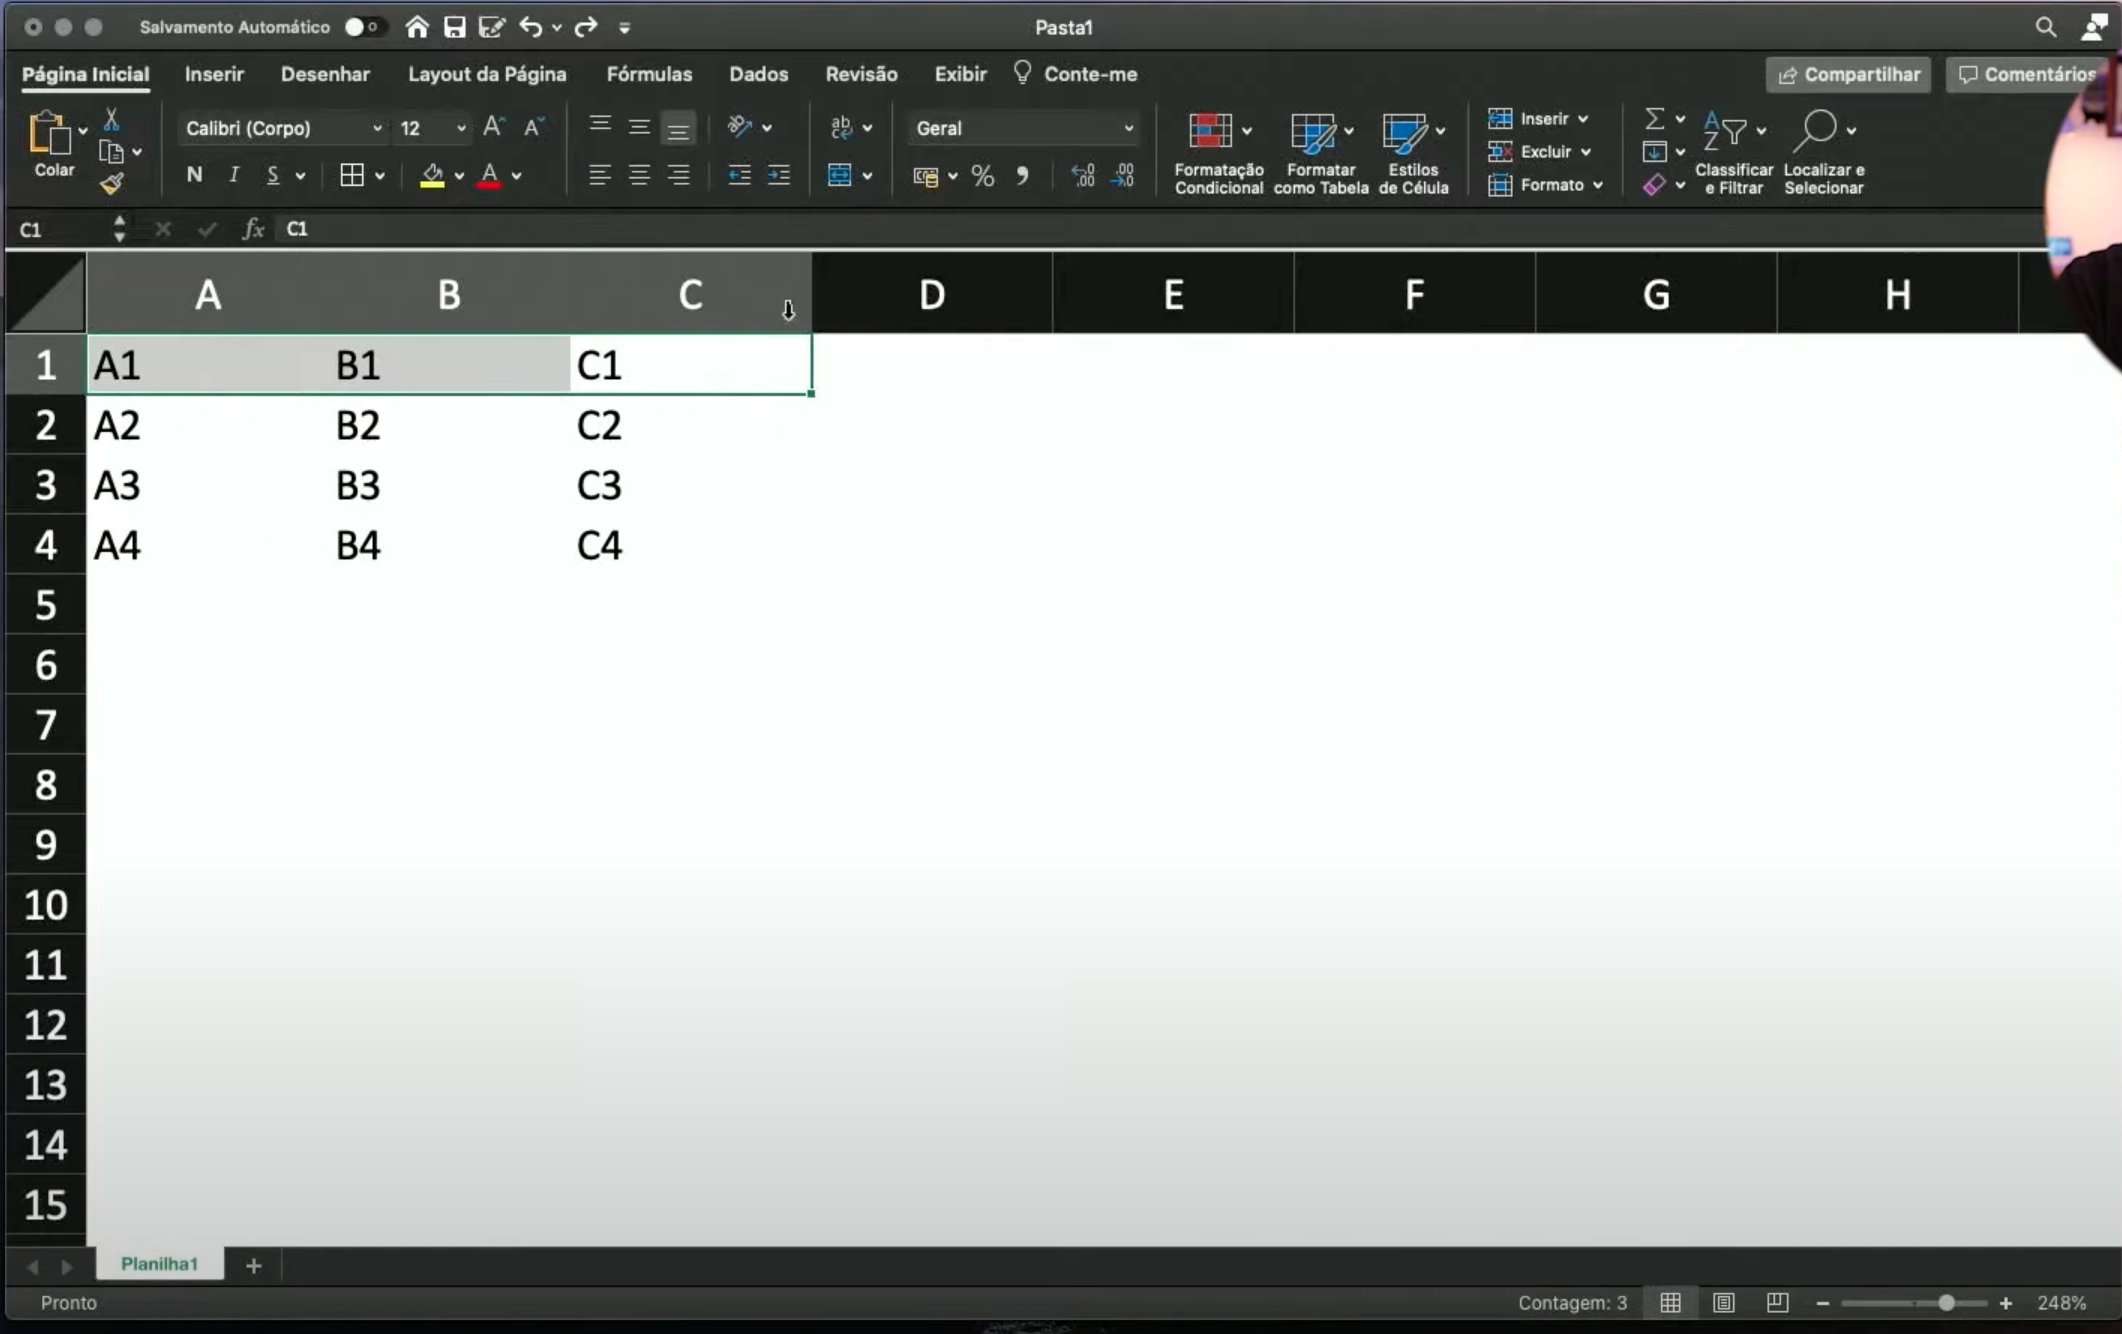 Salvamento Automático
Pasta1
Página Inicial Inserir Desenhar Layout da Página Fórmulas Dados Revisão Exibir Conte-me Compartilhar Comentários
Colar
Calibri (Corpo) 12
N I S
ab
Geral
% ,00 ,0
Formatação Condicional
Formatar como Tabela
Estilos de Célula
Inserir
Excluir
Formato
Classificar e Filtrar
Localizar e Selecionar
C1 fx C1
A B C D E F G H
1 A1 B1 C1
2 A2 B2 C2
3 A3 B3 C3
4 A4 B4 C4
5
6
7
8
9
10
11
12
13
14
15
Planilha1 +
Pronto Contagem: 3 248%